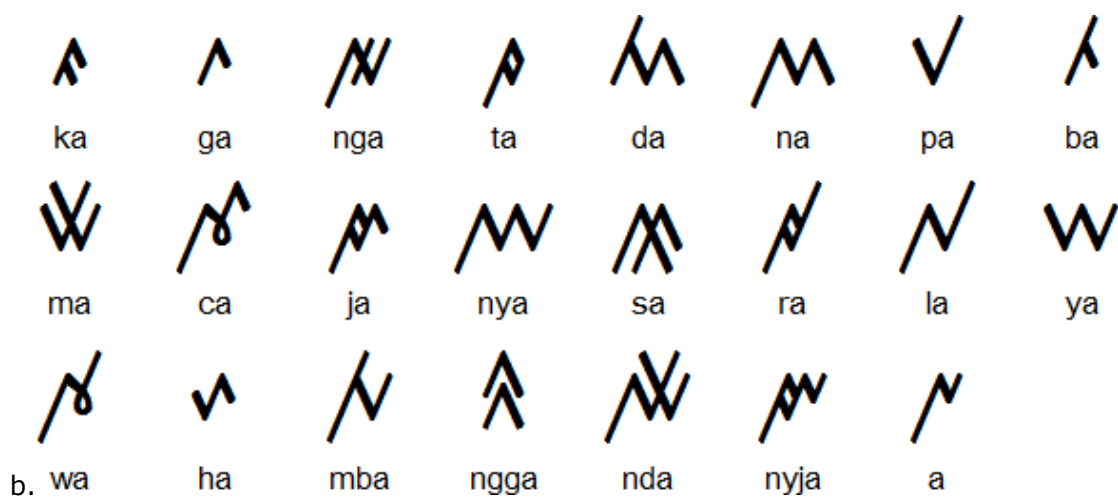 ꤰ ꤱ ꤲ ꤳ ꤴ ꤵ ꤶ ꤷ
ka ga nga ta da na pa ba
ꤸ ꤹ ꤺ ꤻ ꤼ ꤽ ꤾ ꤿ
ma ca ja nya sa ra la ya
ꥀ ꥁ ꥂ ꥃ ꥄ ꥅ ꥆ
b. wa ha mba ngga nda nyja a